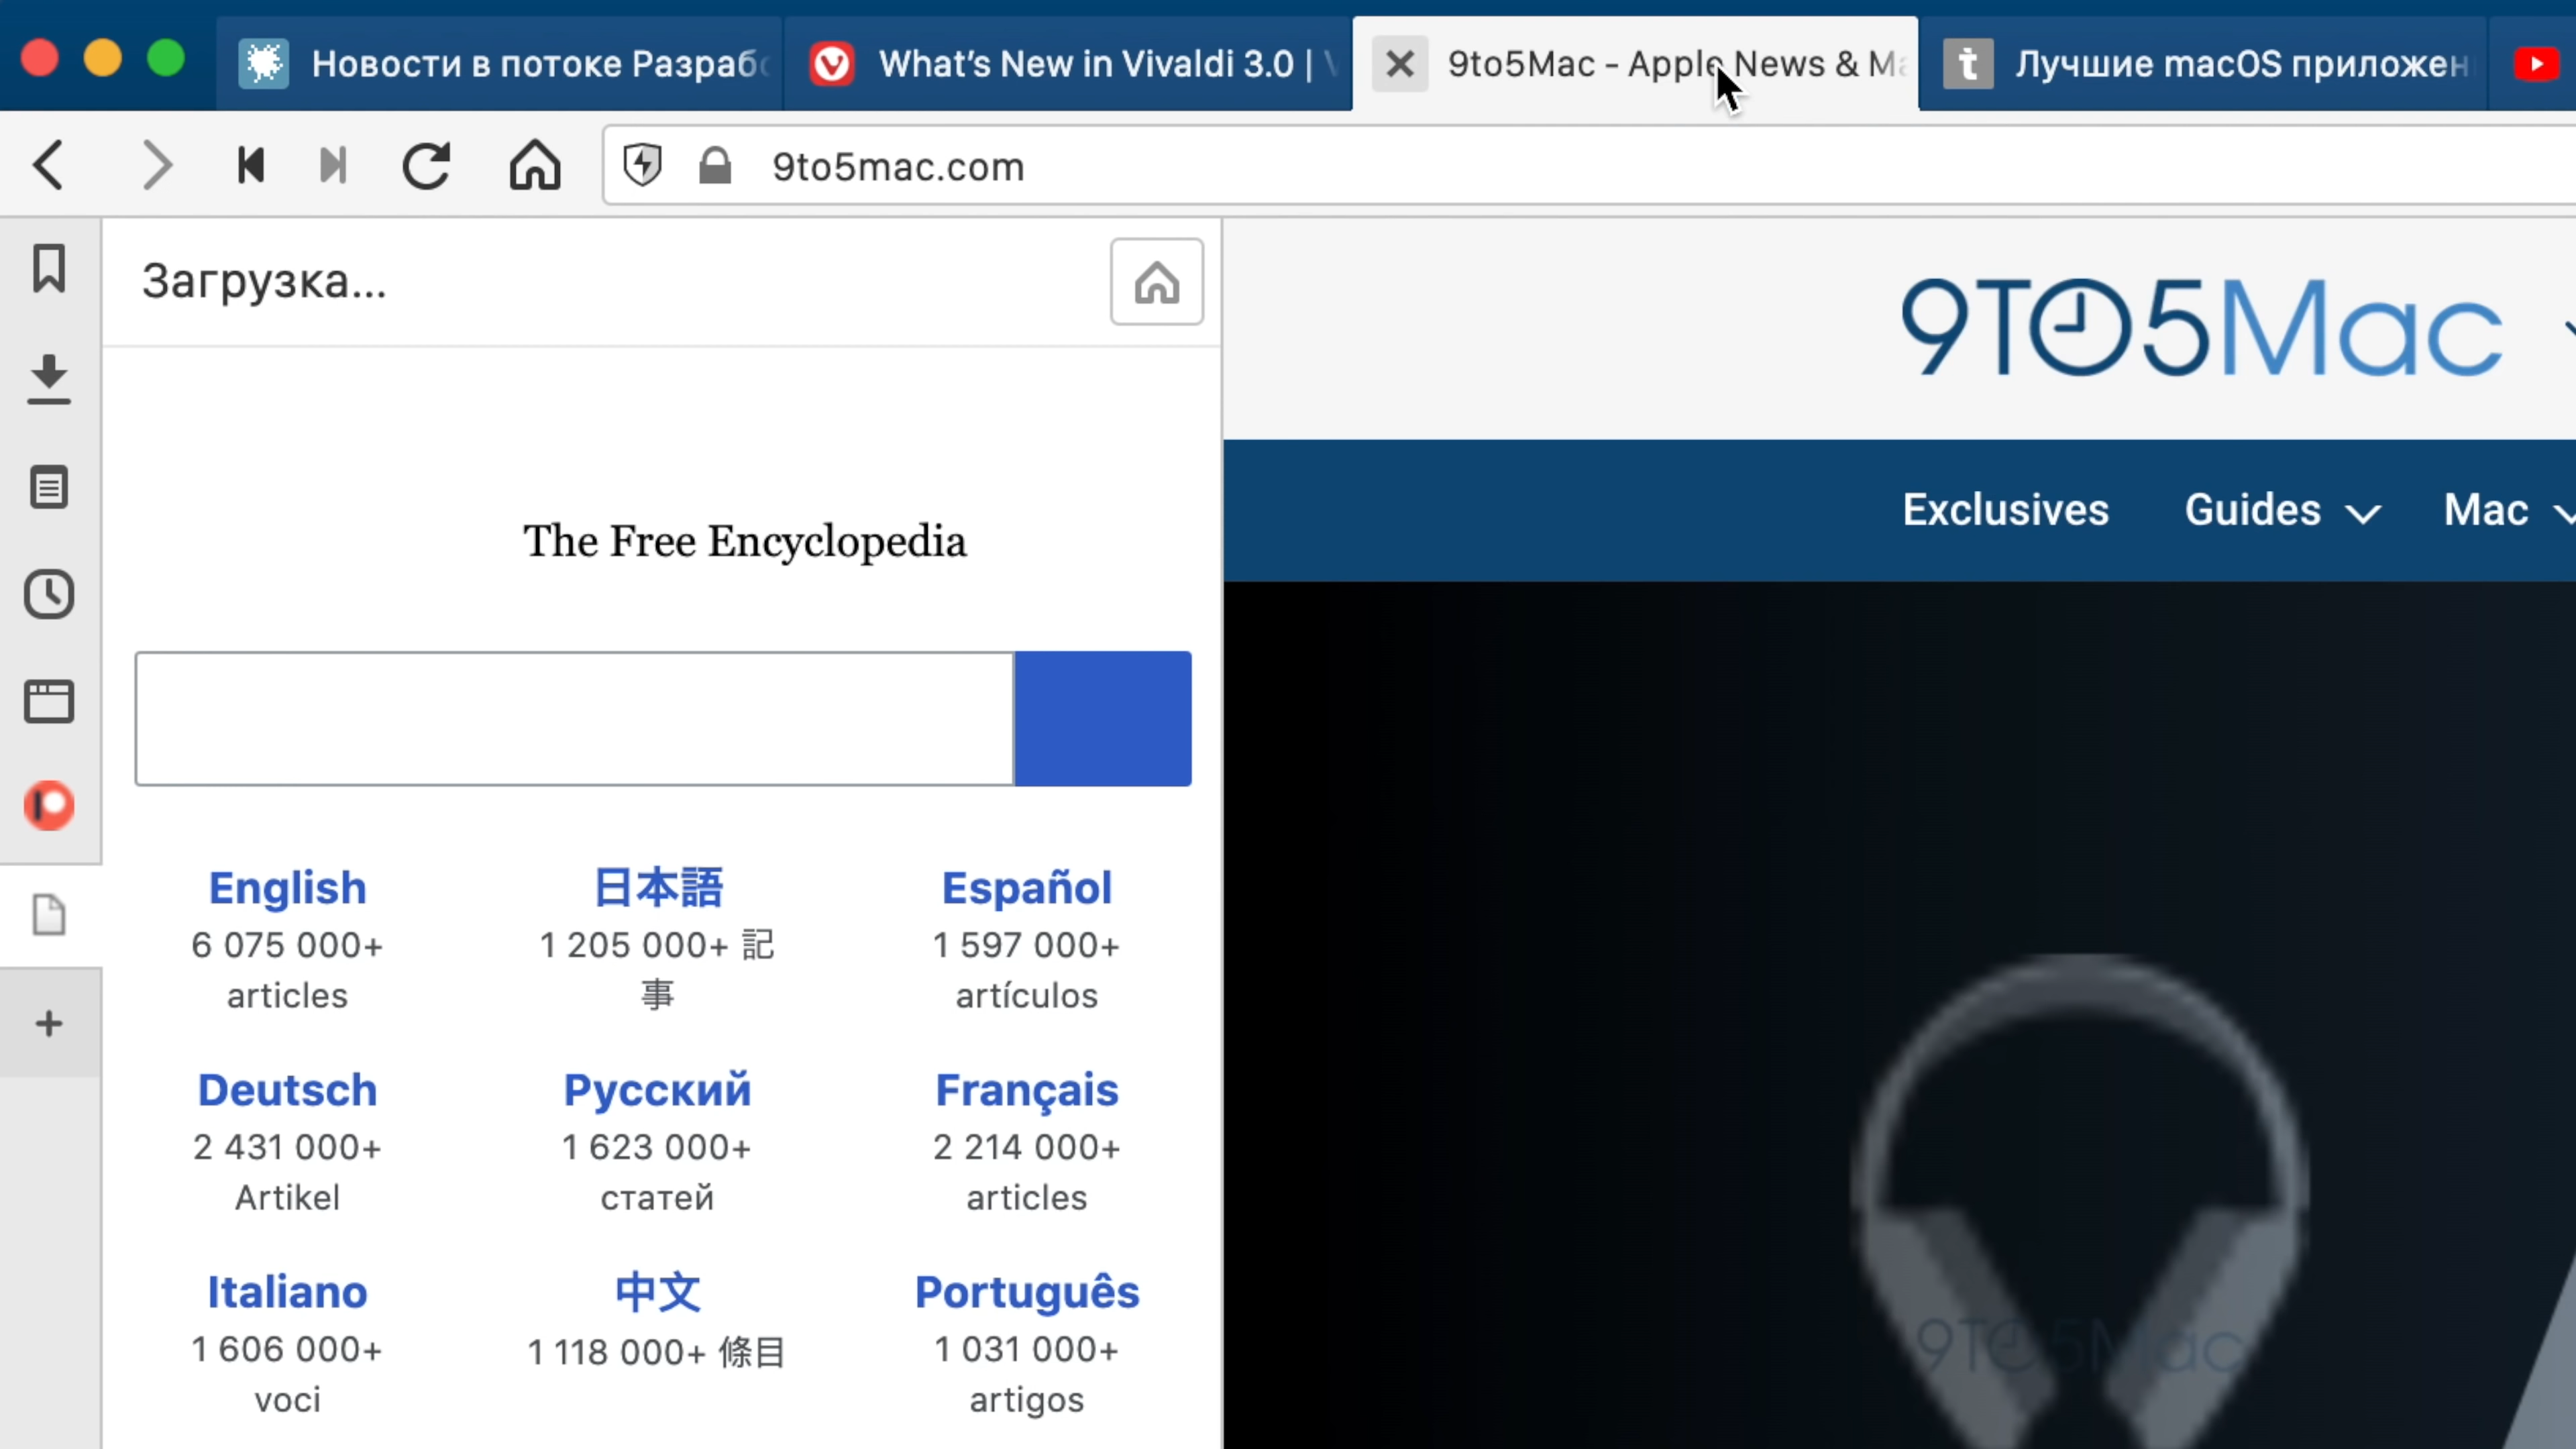 Новости в потоке Разраб
What's New in Vivaldi 3.0 |
9to5Mac - Apple News &
Лучшие macOS
9to5mac.com
Загрузка...
9TO5Mac
Exclusives Guides Mac
The Free Encyclopedia
English 日本語 Español
6 075 000+ 1 205 000+ 記 1 597 000+
articles 事 artículos
Deutsch Русский Français
2 431 000+ 1 623 000+ 2 214 000+
Artikel статей articles
Italiano 中文 Português
1 606 000+ 1 118 000+ 條目 1 031 000+
voci artigos
9TO5Mac